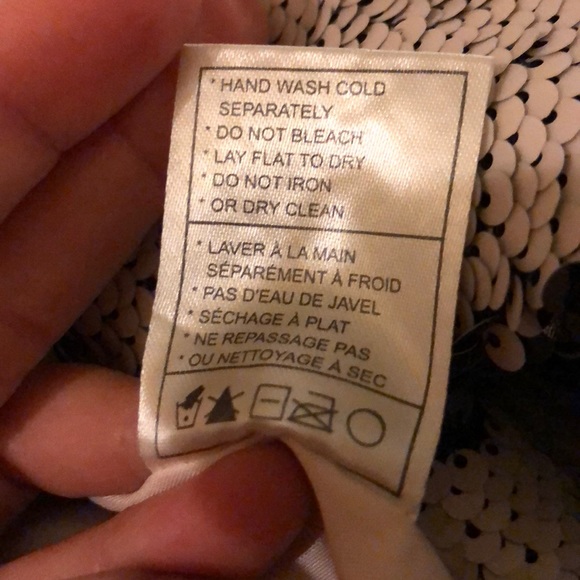 * HAND WASH COLD
SEPARATELY
* DO NOT BLEACH
* LAY FLAT TO DRY
* DO NOT IRON
* OR DRY CLEAN
* LAVER À LA MAIN
SÉPARÉMENT À FROID
* PAS D'EAU DE JAVEL
* SÉCHAGE À PLAT
* NE REPASSAGE PAS
* OU NETTOYAGE À SEC